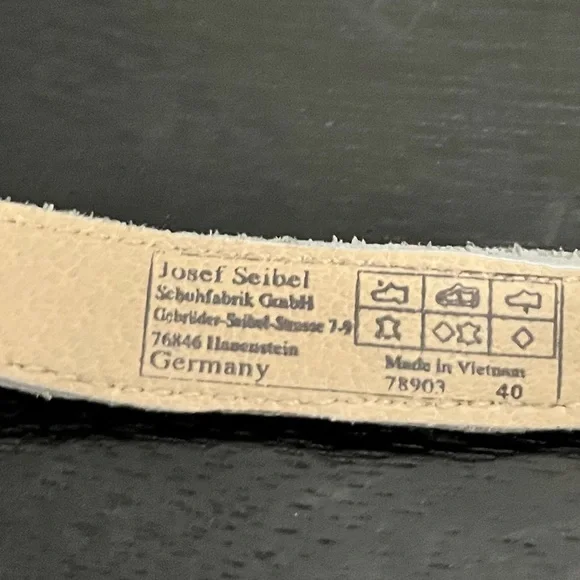 Josef Seibel
Schuhfabrik GmbH
Gebrüder-Seibel-Strasse 7-9
76846 Hauenstein
Germany
Made in Vietnam
78903 40